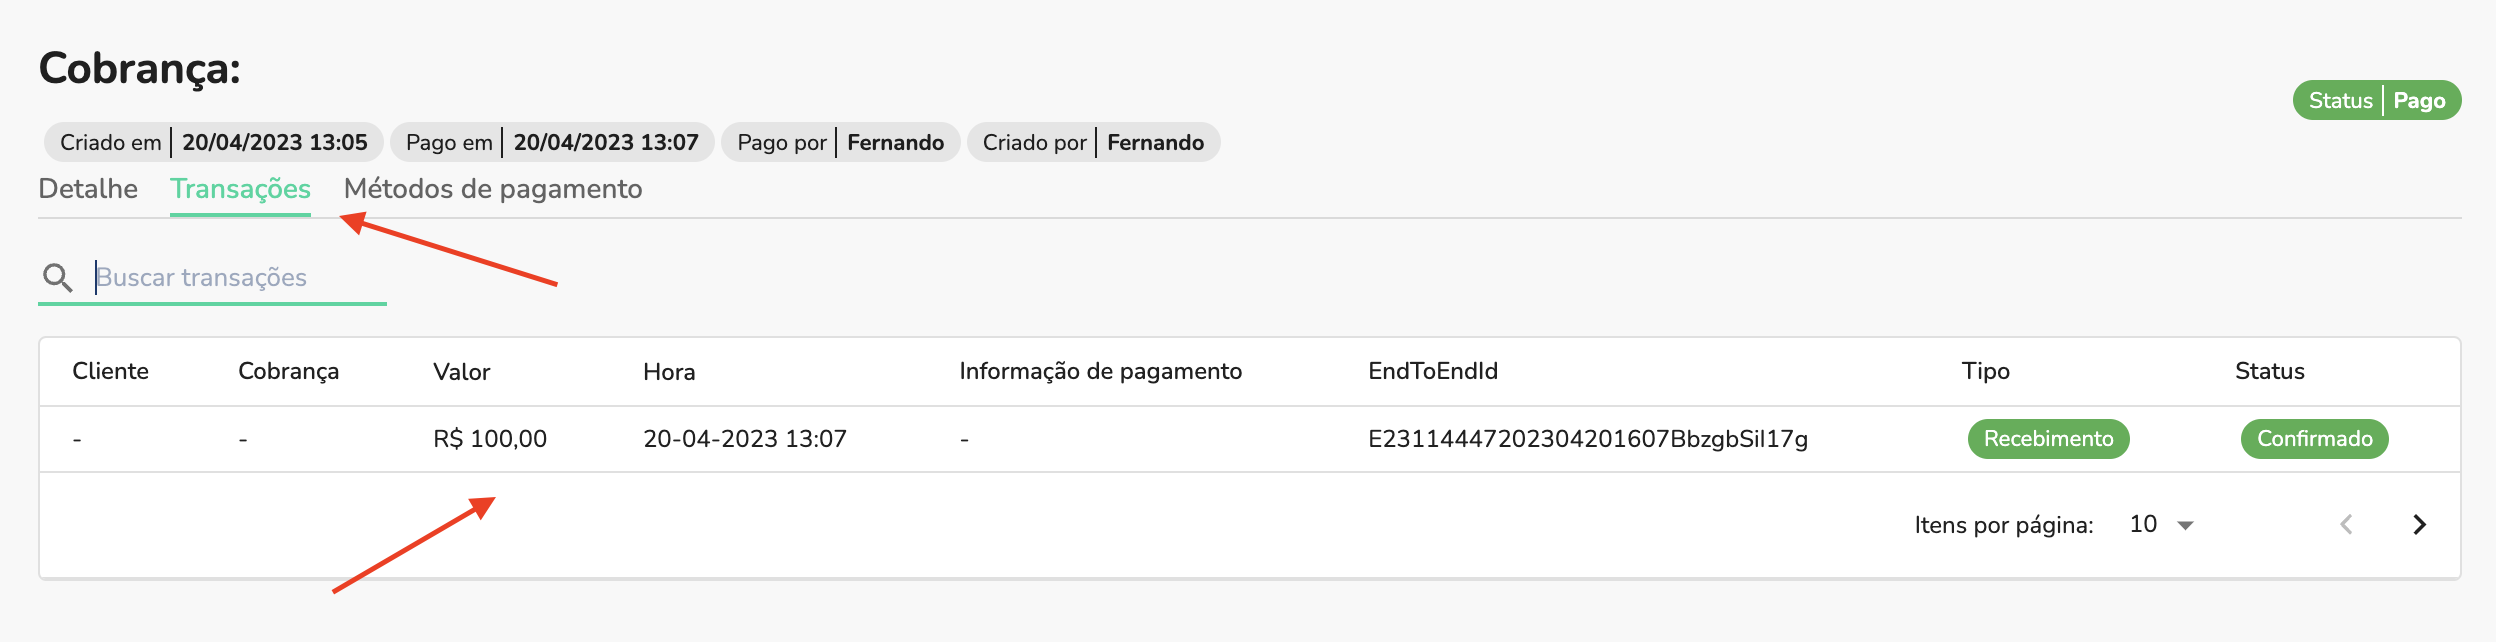 Cobrança:
Status | Pago
Criado em | 20/04/2023 13:05 Pago em | 20/04/2023 13:07 Pago por | Fernando Criado por | Fernando
Detalhe Transações Métodos de pagamento
Buscar transações
Cliente Cobrança Valor Hora Informação de pagamento EndToEndId Tipo Status
- - R$ 100,00 20-04-2023 13:07 - E23114447202304201607BbzgbSil17g Recebimento Confirmado
Itens por página: 10